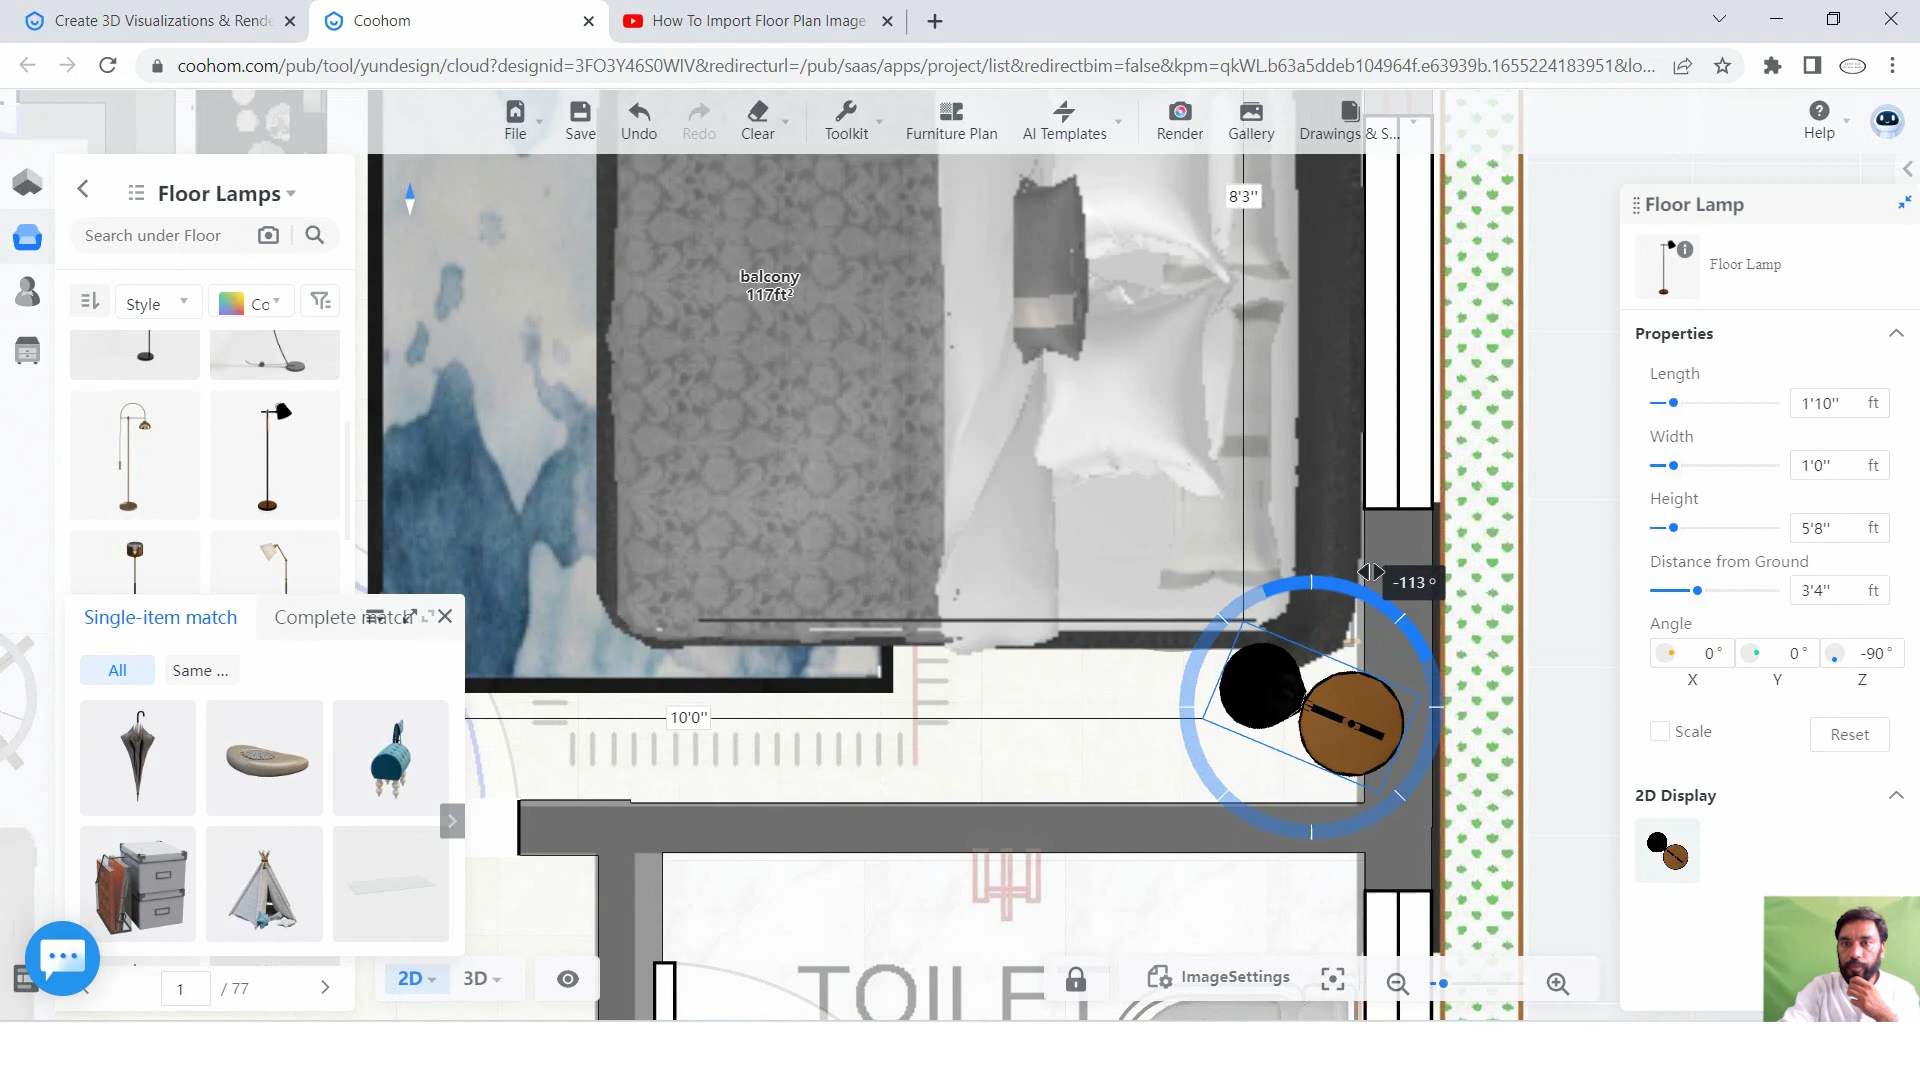 Create 3D Visualizations & Rende
Coohom
How To Import Floor Plan Image
coohom.com/pub/tool/yundesign/cloud?designid=3FO3Y46S0WIV&redirecturl=/pub/saas/apps/project/list&redirectbim=false&kpm=qkWL.b63a5ddeb104964f.e63939b.1655224183951&lo...
File
Save
Undo
Redo
Clear
Toolkit
Furniture Plan
AI Templates
Render
Gallery
Drawings & S...
Help
Floor Lamps
Search under Floor
Style
Co
Single-item match
Complete match
All
Same ...
1 / 77
balcony
117ft²
8'3''
10'0''
-113 °
TOILET
2D
3D
ImageSettings
Floor Lamp
Floor Lamp
Properties
Length
1'10'' ft
Width
1'0'' ft
Height
5'8'' ft
Distance from Ground
3'4'' ft
Angle
0 ° 0 ° -90 °
X Y Z
Scale
Reset
2D Display